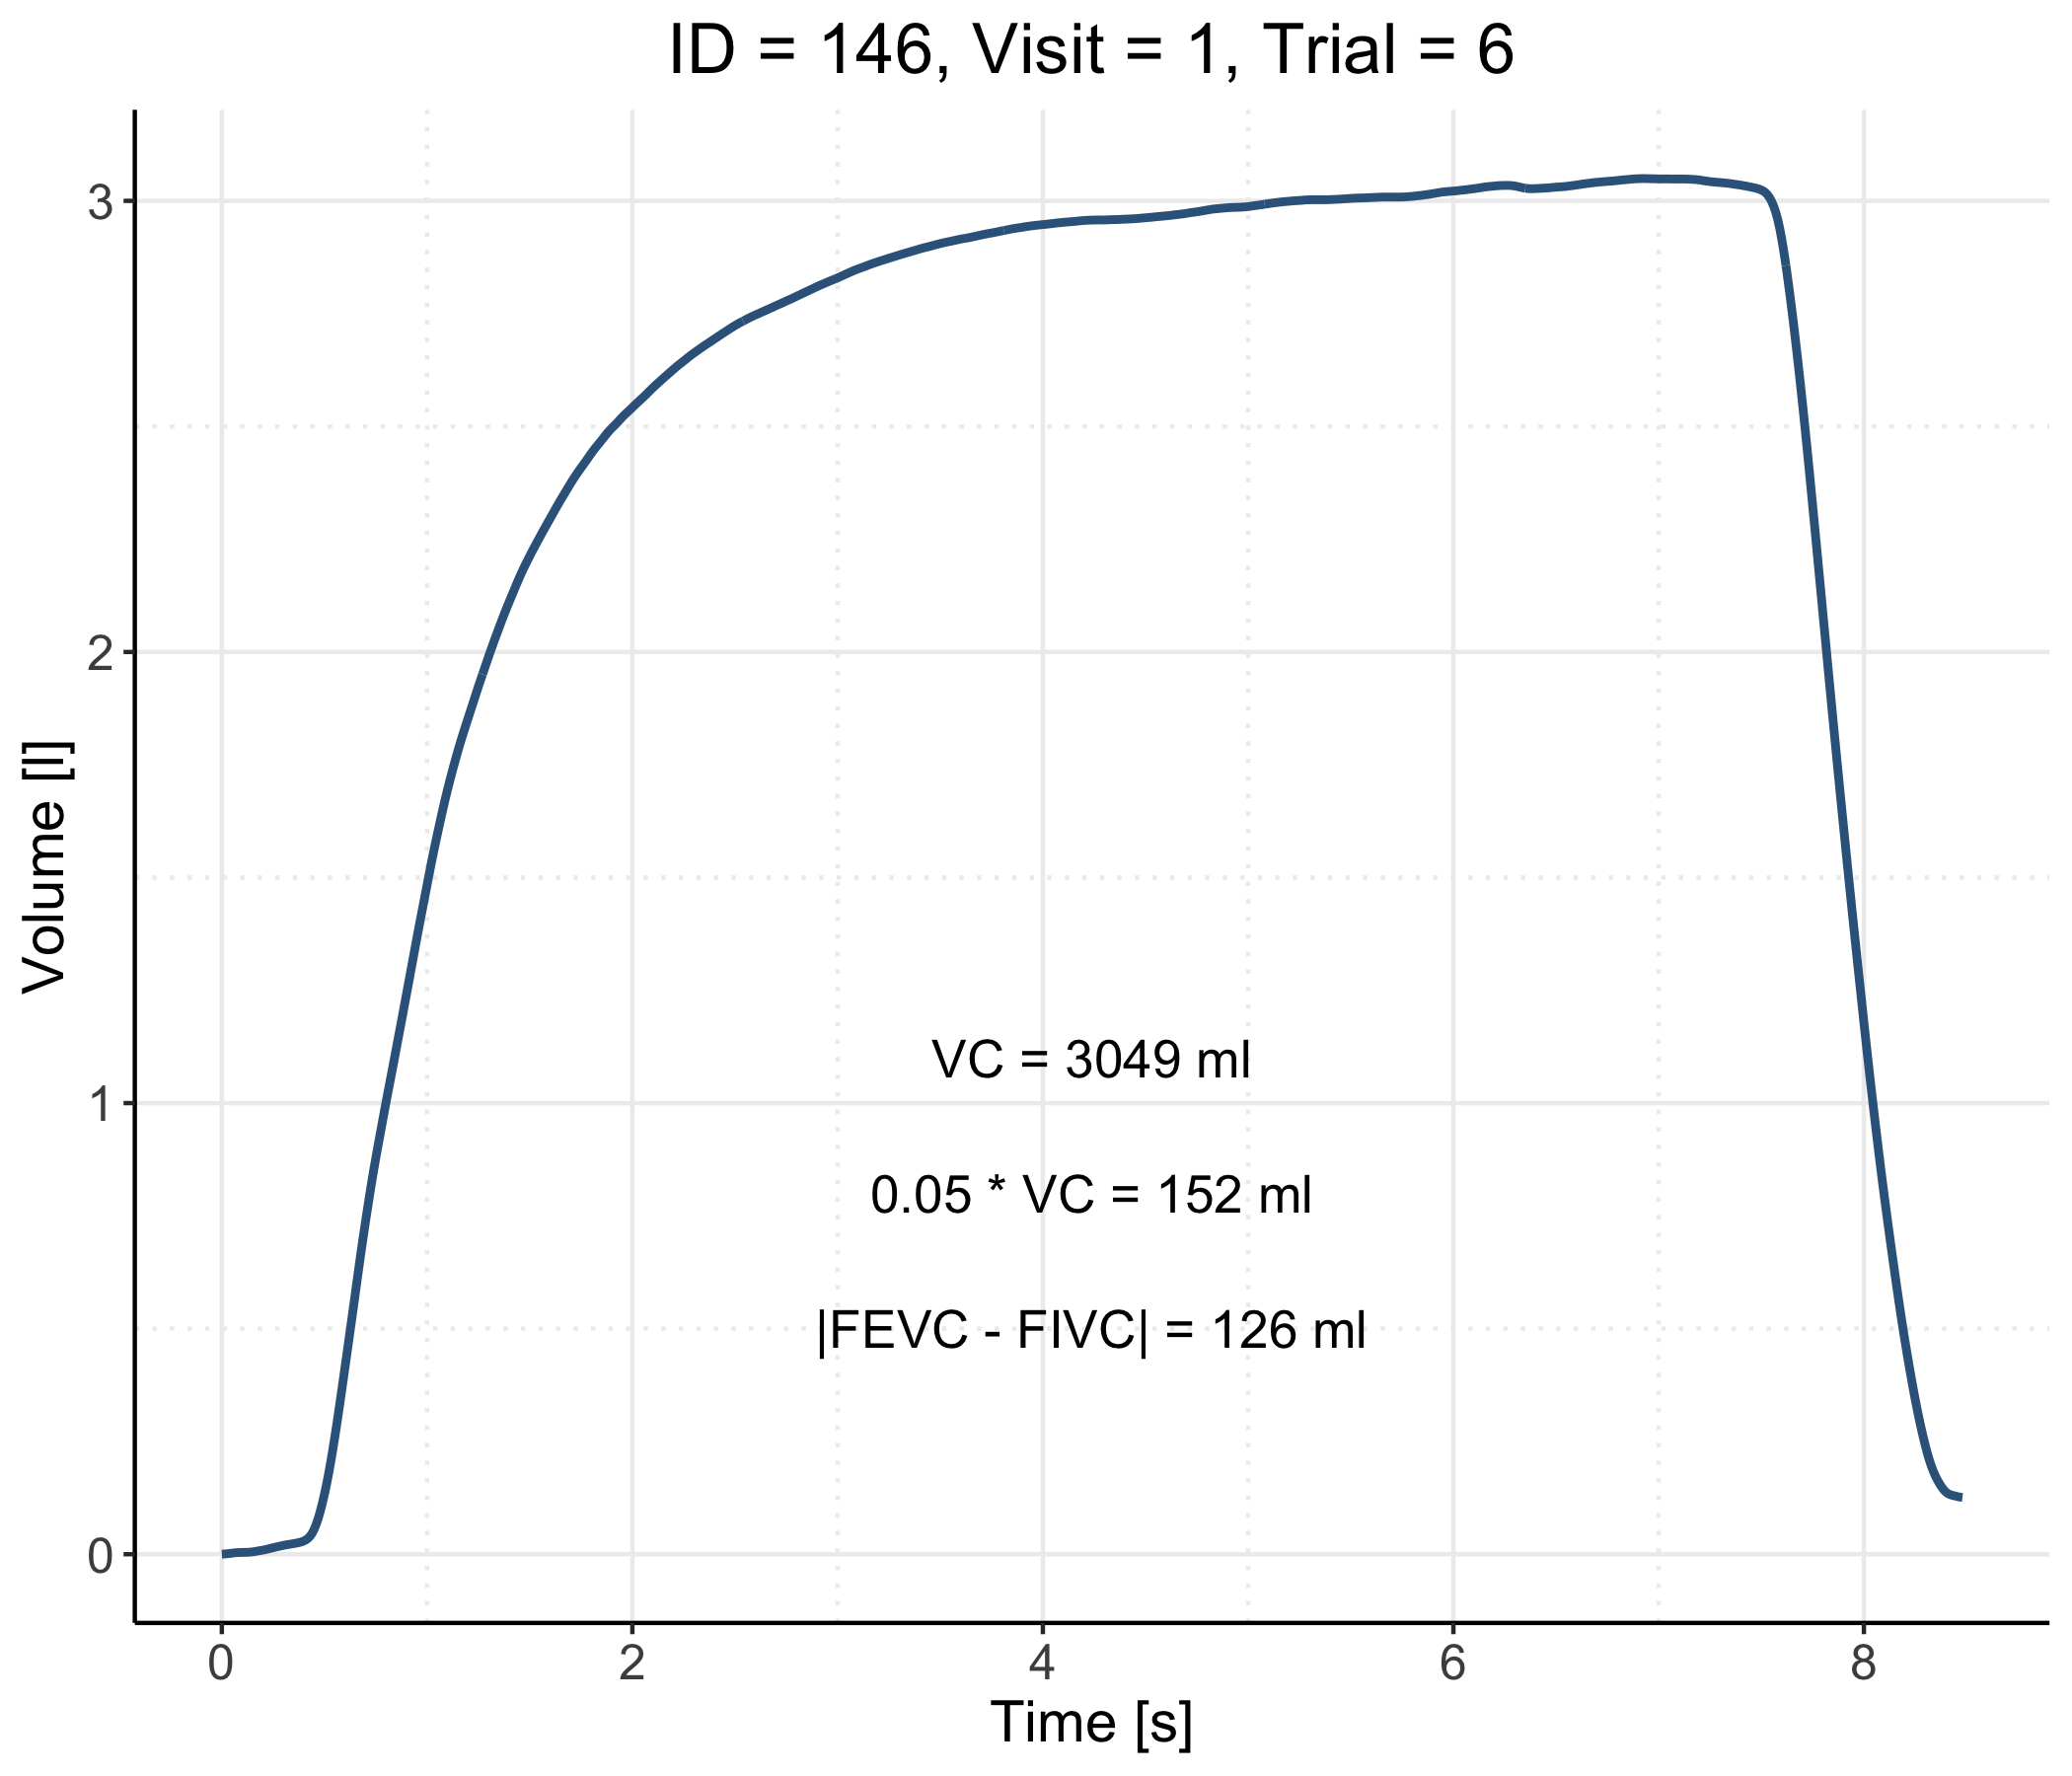 ID = 146, Visit = 1, Trial = 6
Volume [l]
3
2
1
0
VC = 3049 ml
0.05 * VC = 152 ml
|FEVC - FIVC| = 126 ml
0
2
4
6
8
Time [s]